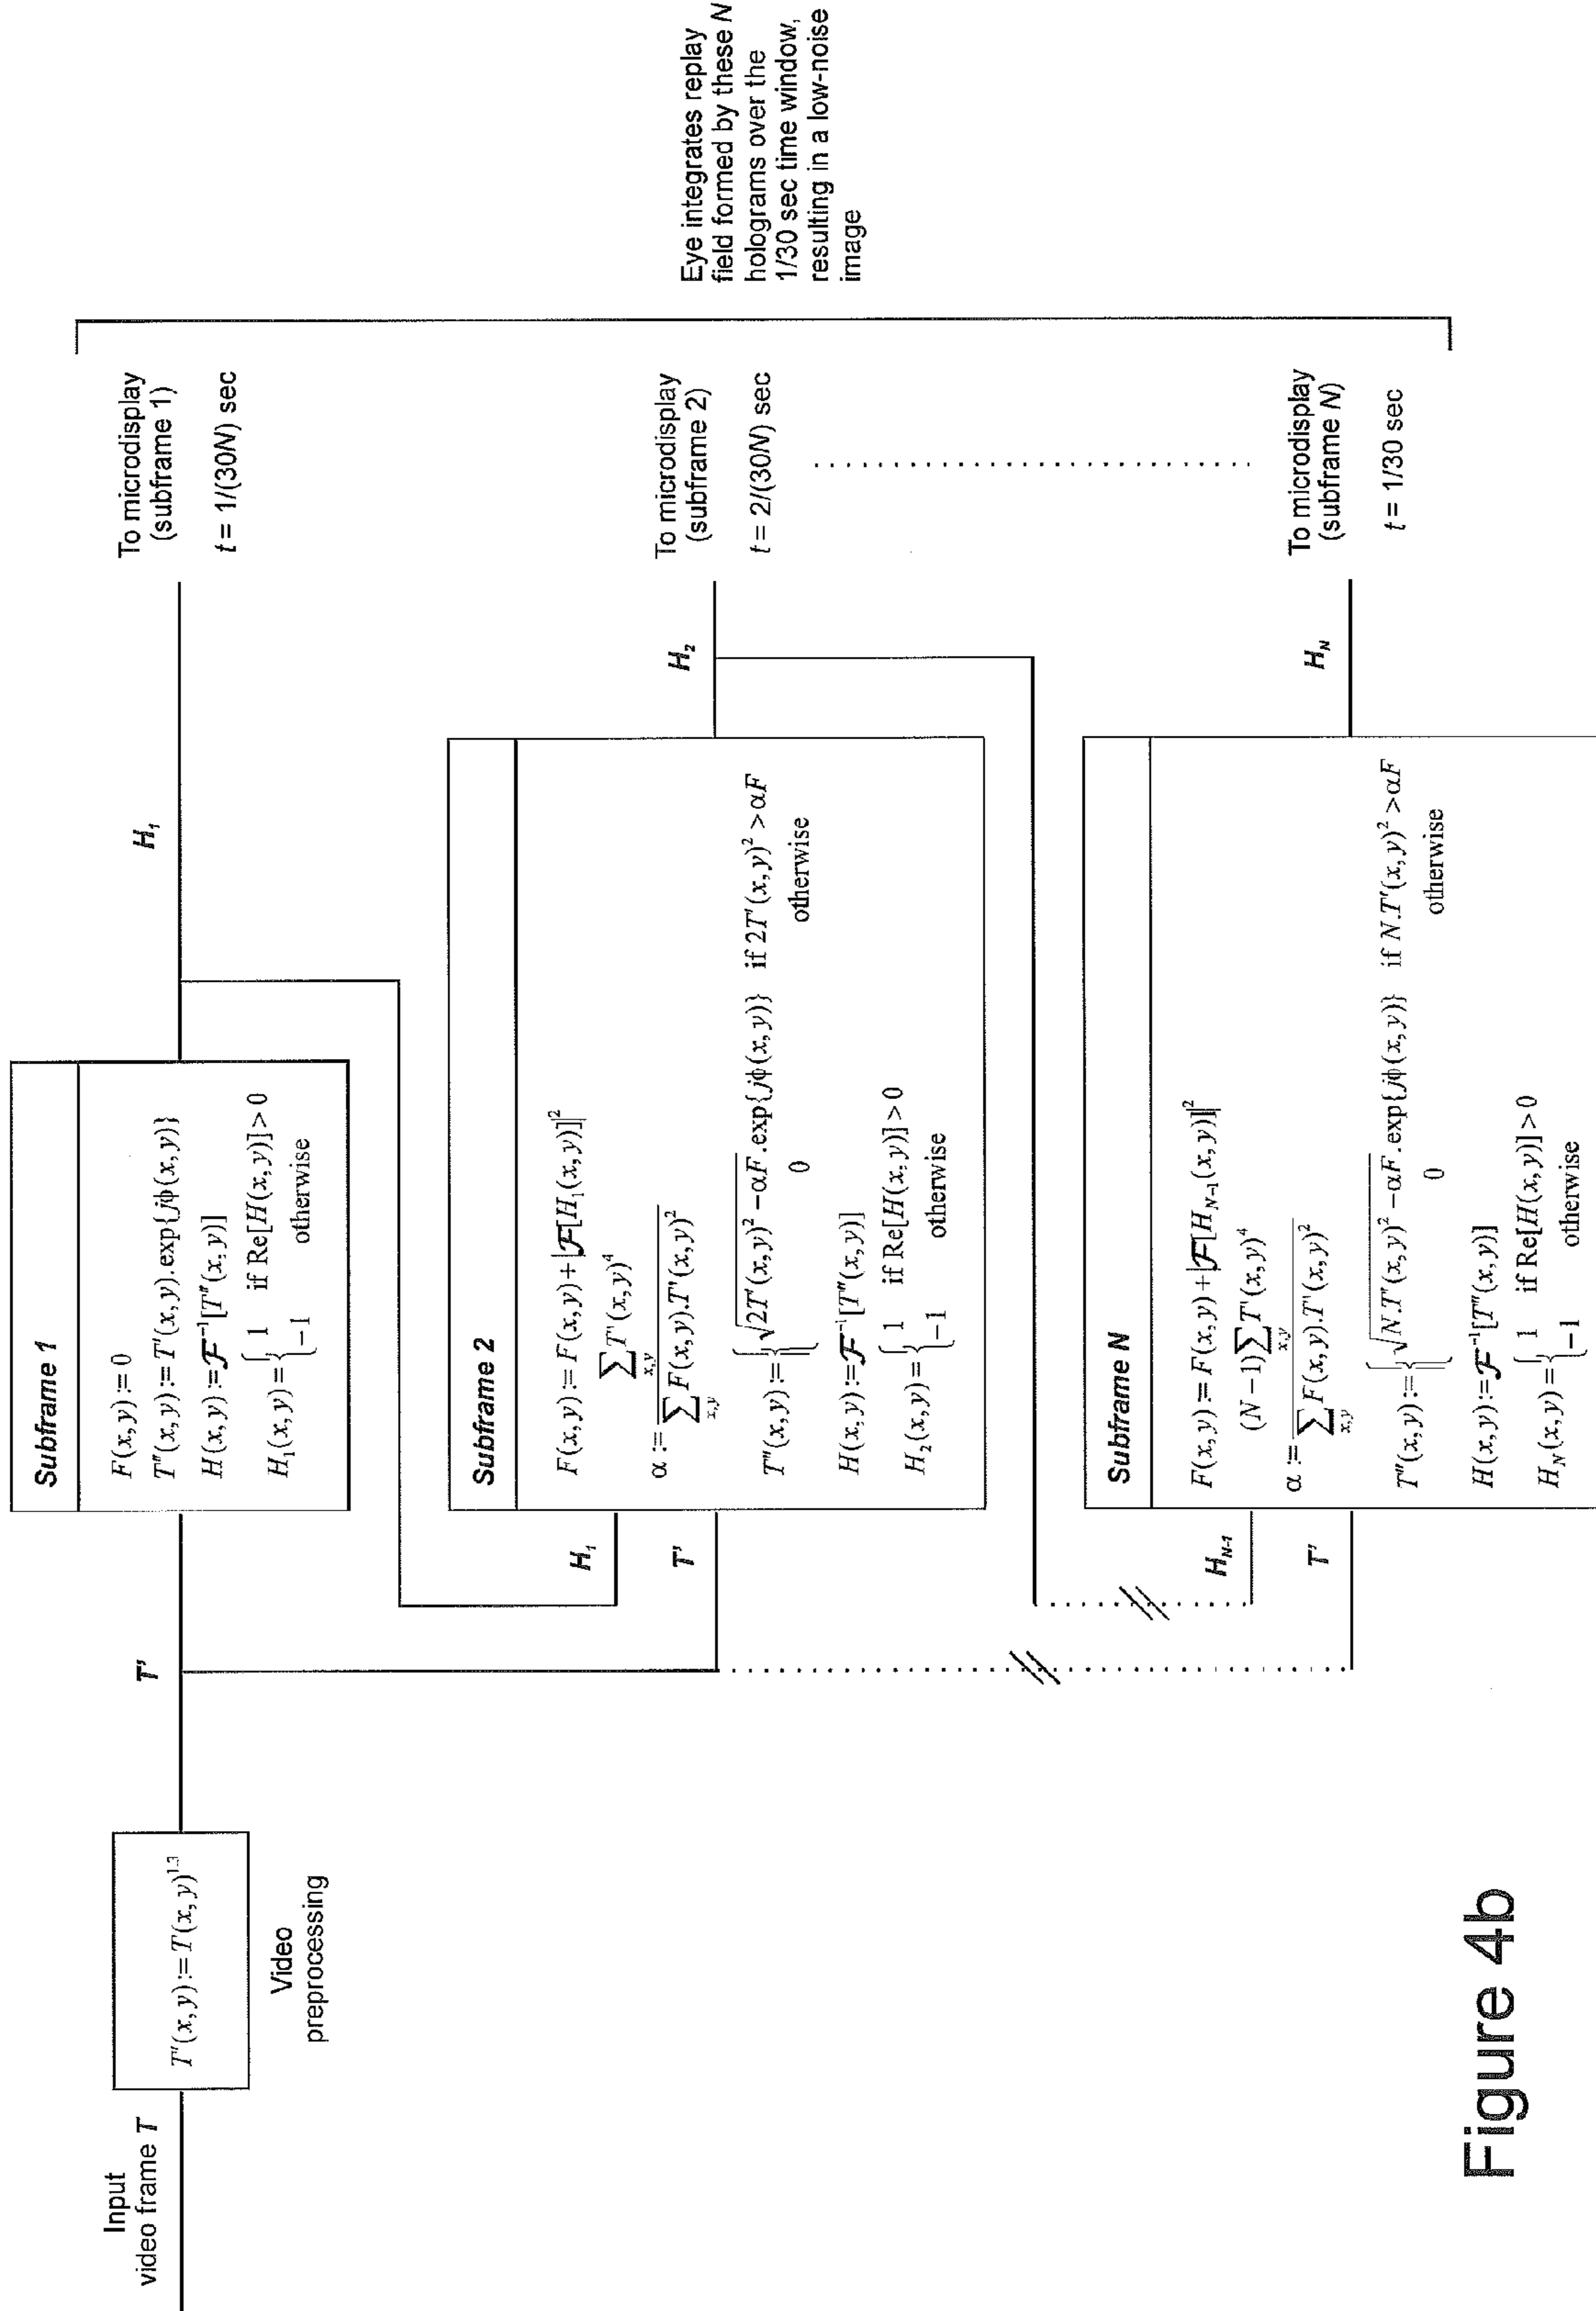 Input
video frame T
T'(x,y):=T(x,y)^1.3
Video
preprocessing
T'
Subframe 1
F(x,y):=0
T''(x,y):=T'(x,y).exp{jϕ(x,y)}
H(x,y):=𝓕^-1[T''(x,y)]
H_1(x,y)={1 if Re[H(x,y)]>0
-1 otherwise
H_1
To microdisplay
(subframe 1)
t = 1/(30N) sec
H_1
T'
Subframe 2
F(x,y):=F(x,y)+|𝓕[H_1(x,y)]|^2
α:=∑_{x,y}T'(x,y)^4 / ∑_{x,y}F(x,y).T'(x,y)^2
T''(x,y):={√(2T'(x,y)^2-αF).exp{jϕ(x,y)} if 2T'(x,y)^2>αF
0 otherwise
H(x,y):=𝓕^-1[T''(x,y)]
H_2(x,y)={1 if Re[H(x,y)]>0
-1 otherwise
H_2
To microdisplay
(subframe 2)
t = 2/(30N) sec
H_{N-1}
T'
Subframe N
F(x,y):=F(x,y)+|𝓕[H_{N-1}(x,y)]|^2
α:=(N-1)∑_{x,y}T'(x,y)^4 / ∑_{x,y}F(x,y).T'(x,y)^2
T''(x,y):={√(N.T'(x,y)^2-αF).exp{jϕ(x,y)} if N.T'(x,y)^2>αF
0 otherwise
H(x,y):=𝓕^-1[T''(x,y)]
H_N(x,y)={1 if Re[H(x,y)]>0
-1 otherwise
H_N
To microdisplay
(subframe N)
t = 1/30 sec
Eye integrates replay
field formed by these N
holograms over the
1/30 sec time window,
resulting in a low-noise
image
Figure 4b